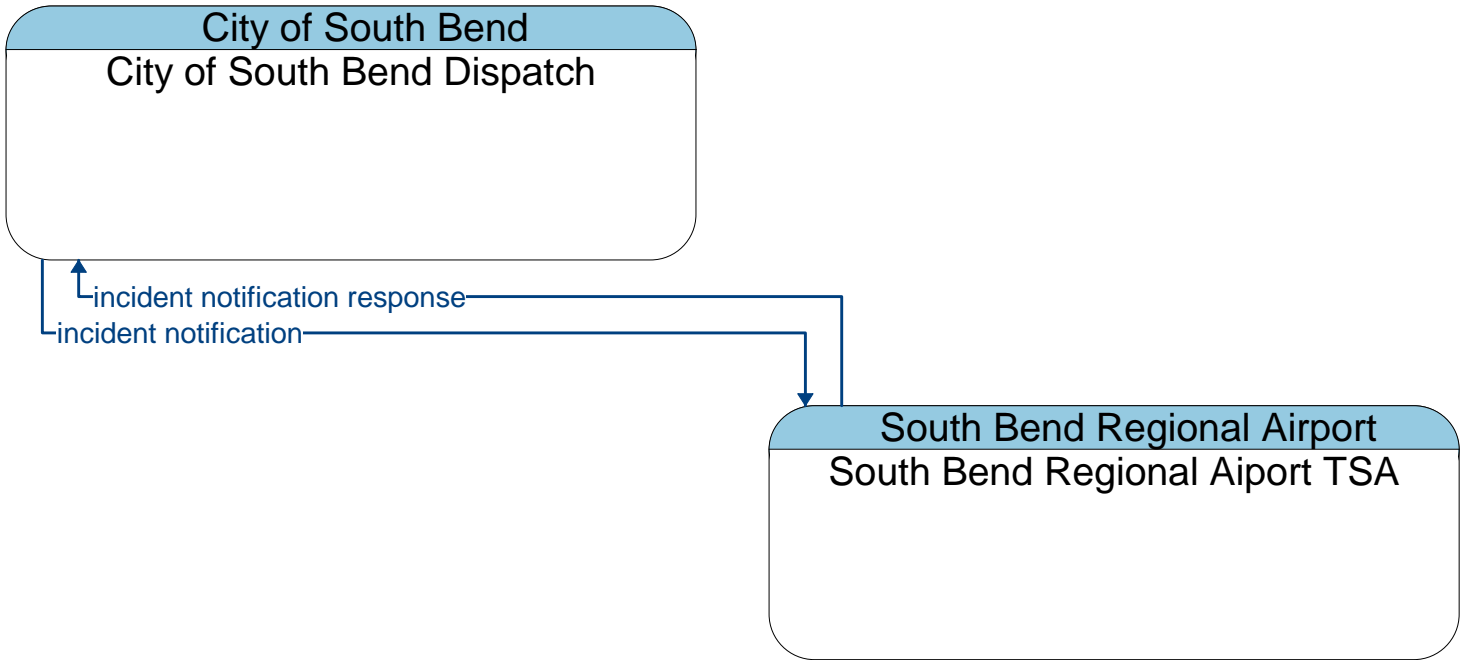 City of South Bend
City of South Bend Dispatch
incident notification response
incident notification
South Bend Regional Airport
South Bend Regional Aiport TSA